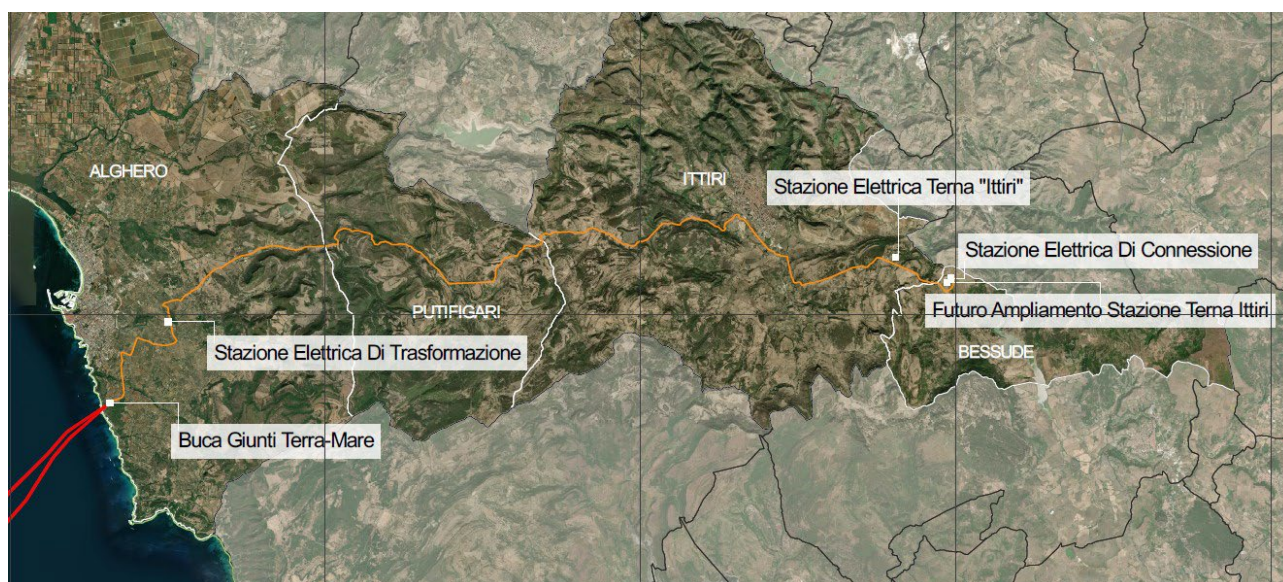 ALGHERO
ITTIRI
Stazione Elettrica Terna "Ittiri"
Stazione Elettrica Di Connessione
PUTIFIGARI
Futuro Ampliamento Stazione Terna Ittiri
Stazione Elettrica Di Trasformazione
BESSUDE
Buca Giunti Terra-Mare